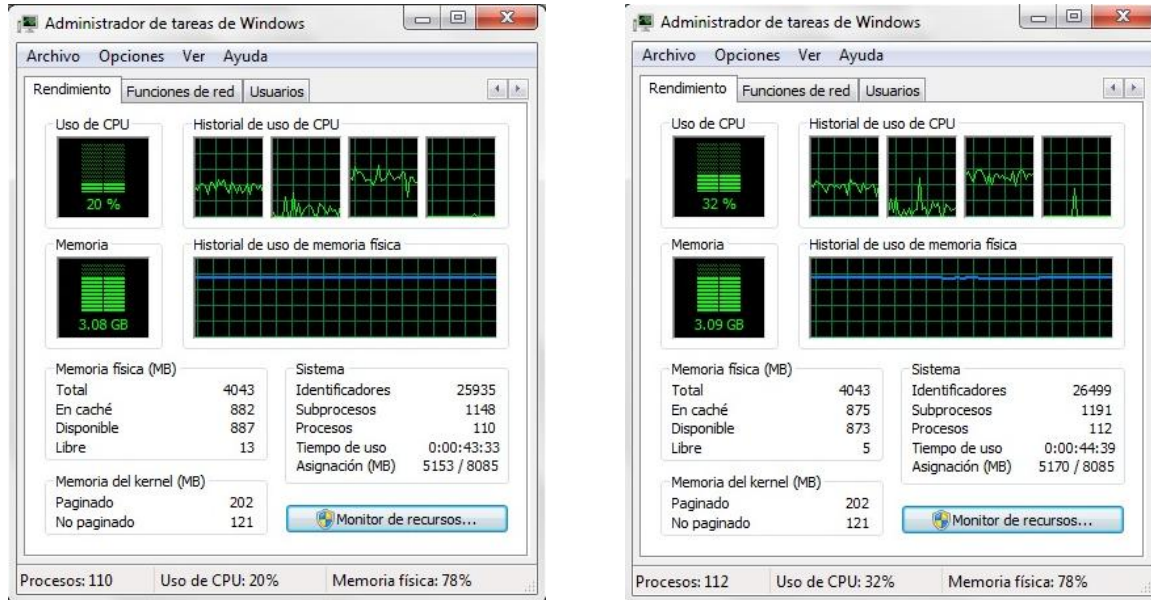 Administrador de tareas de Windows
Archivo Opciones Ver Ayuda
Rendimiento Funciones de red Usuarios
Uso de CPU Historial de uso de CPU
20 %
Memoria Historial de uso de memoria física
3.08 GB
Memoria física (MB)
Total 4043
En caché 882
Disponible 887
Libre 13
Memoria del kernel (MB)
Paginado 202
No paginado 121
Sistema
Identificadores 25935
Subprocesos 1148
Procesos 110
Tiempo de uso 0:00:43:33
Asignación (MB) 5153 / 8085
Monitor de recursos...
Procesos: 110 Uso de CPU: 20% Memoria física: 78%
Administrador de tareas de Windows
Archivo Opciones Ver Ayuda
Rendimiento Funciones de red Usuarios
Uso de CPU Historial de uso de CPU
32 %
Memoria Historial de uso de memoria física
3.09 GB
Memoria física (MB)
Total 4043
En caché 875
Disponible 873
Libre 5
Memoria del kernel (MB)
Paginado 202
No paginado 121
Sistema
Identificadores 26499
Subprocesos 1191
Procesos 112
Tiempo de uso 0:00:44:39
Asignación (MB) 5170 / 8085
Monitor de recursos...
Procesos: 112 Uso de CPU: 32% Memoria física: 78%